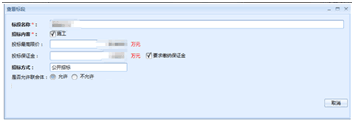 查看标段
标段名称*：
招标内容*： 施工
投标最高限价： 万元
投标保证金： 万元 要求缴纳保证金
招标方式： 公开招标
是否允许联合体： 允许 不允许
取消